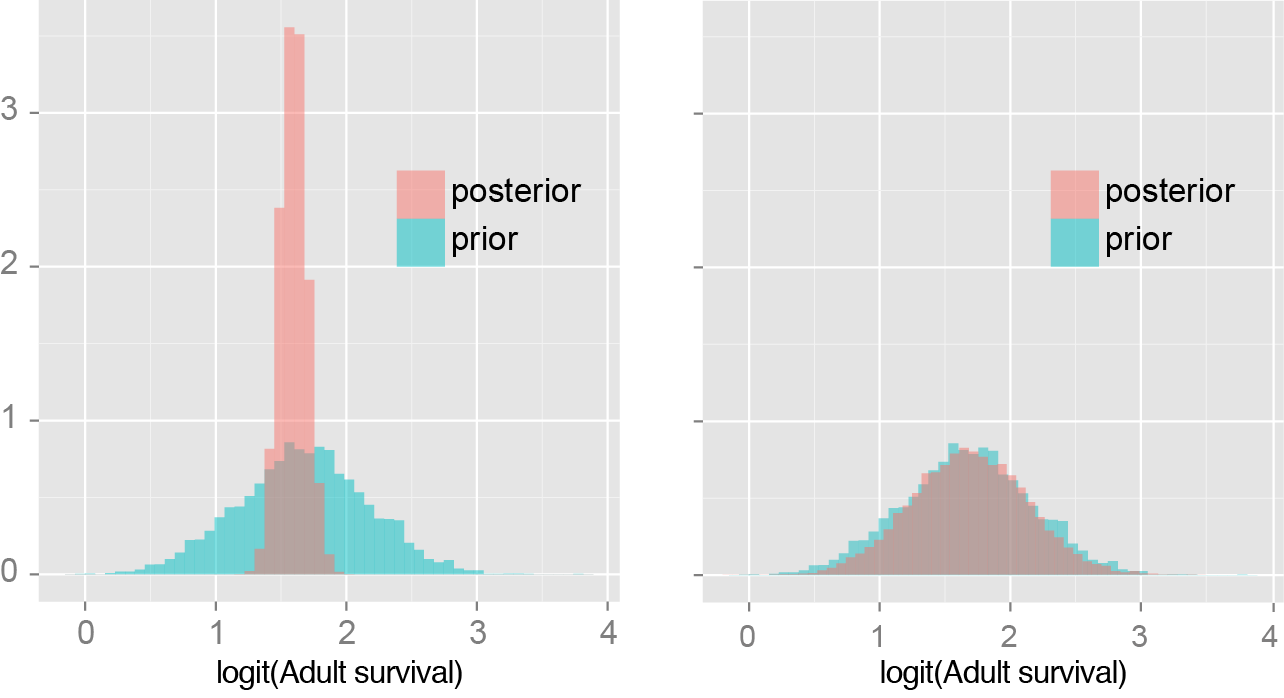 3
2
1
0
posterior
prior
0 1 2 3 4
logit(Adult survival)
posterior
prior
0 1 2 3 4
logit(Adult survival)